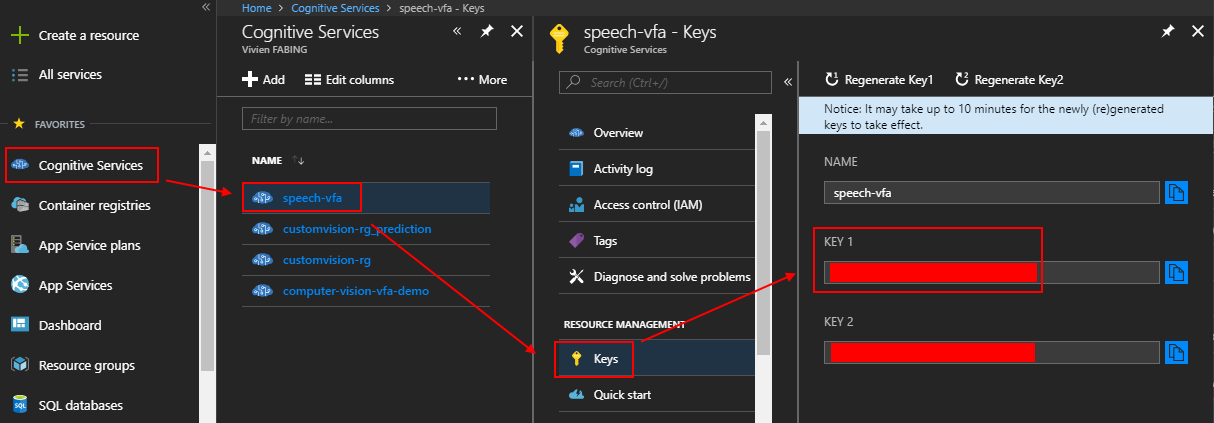 Home > Cognitive Services > speech-vfa - Keys
Create a resource
All services
FAVORITES
Cognitive Services
Container registries
App Service plans
App Services
Dashboard
Resource groups
SQL databases
Cognitive Services
Vivien FABING
Add
Edit columns
More
Filter by name...
NAME
speech-vfa
customvision-rg_prediction
customvision-rg
computer-vision-vfa-demo
speech-vfa - Keys
Cognitive Services
Search (Ctrl+/)
Overview
Activity log
Access control (IAM)
Tags
Diagnose and solve problems
RESOURCE MANAGEMENT
Keys
Quick start
Regenerate Key1
Regenerate Key2
Notice: It may take up to 10 minutes for the newly (re)generated
keys to take effect.
NAME
speech-vfa
KEY 1
KEY 2